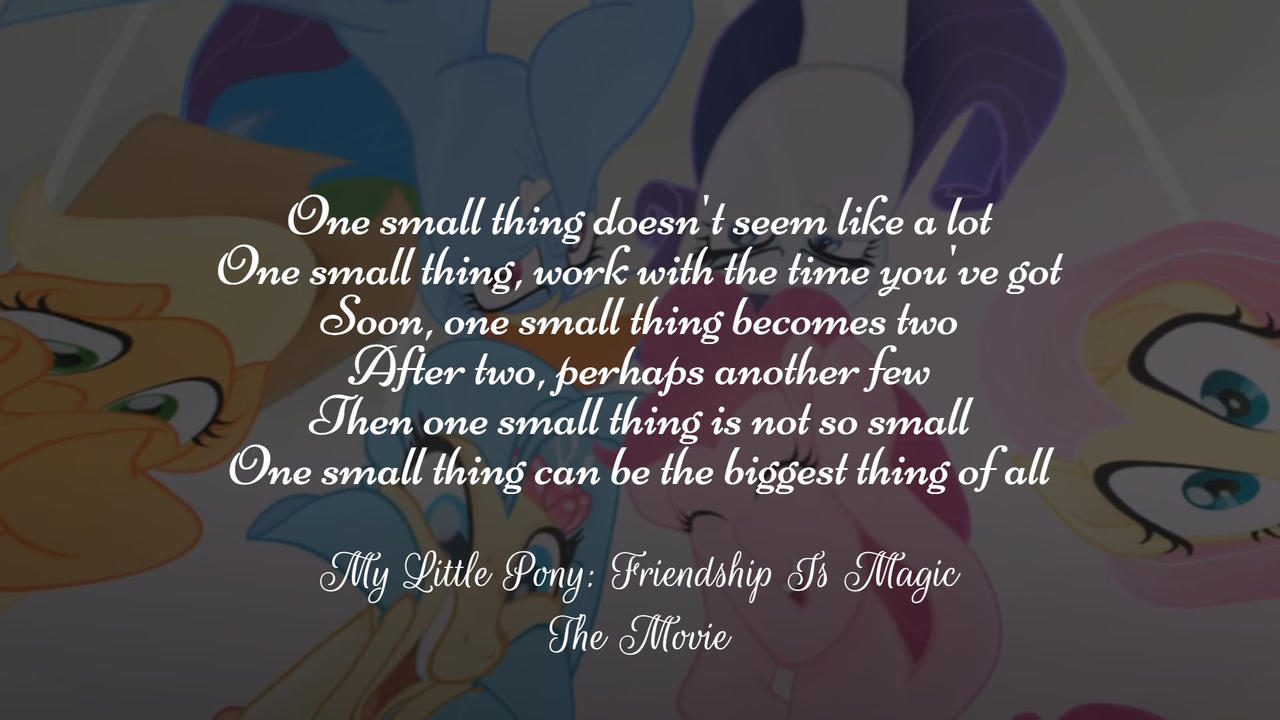 One small thing doesn't seem like a lot
One small thing, work with the time you've got
Soon, one small thing becomes two
After two, perhaps another few
Then one small thing is not so small
One small thing can be the biggest thing of all
My Little Pony: Friendship Is Magic
The Movie